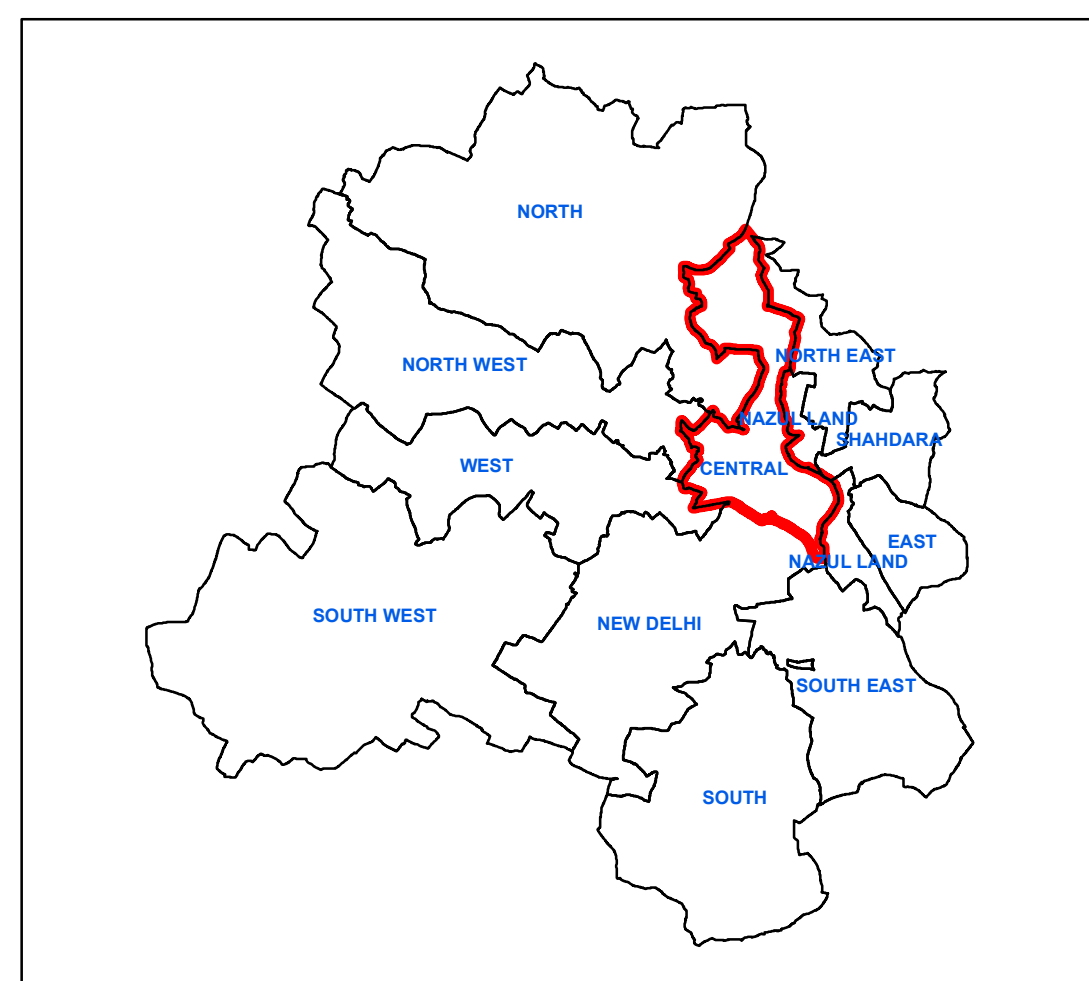 NORTH
NORTH EAST
NORTH WEST
NAZUL LAND
SHAHDARA
WEST
CENTRAL
EAST
NAZUL LAND
SOUTH WEST
NEW DELHI
SOUTH EAST
SOUTH